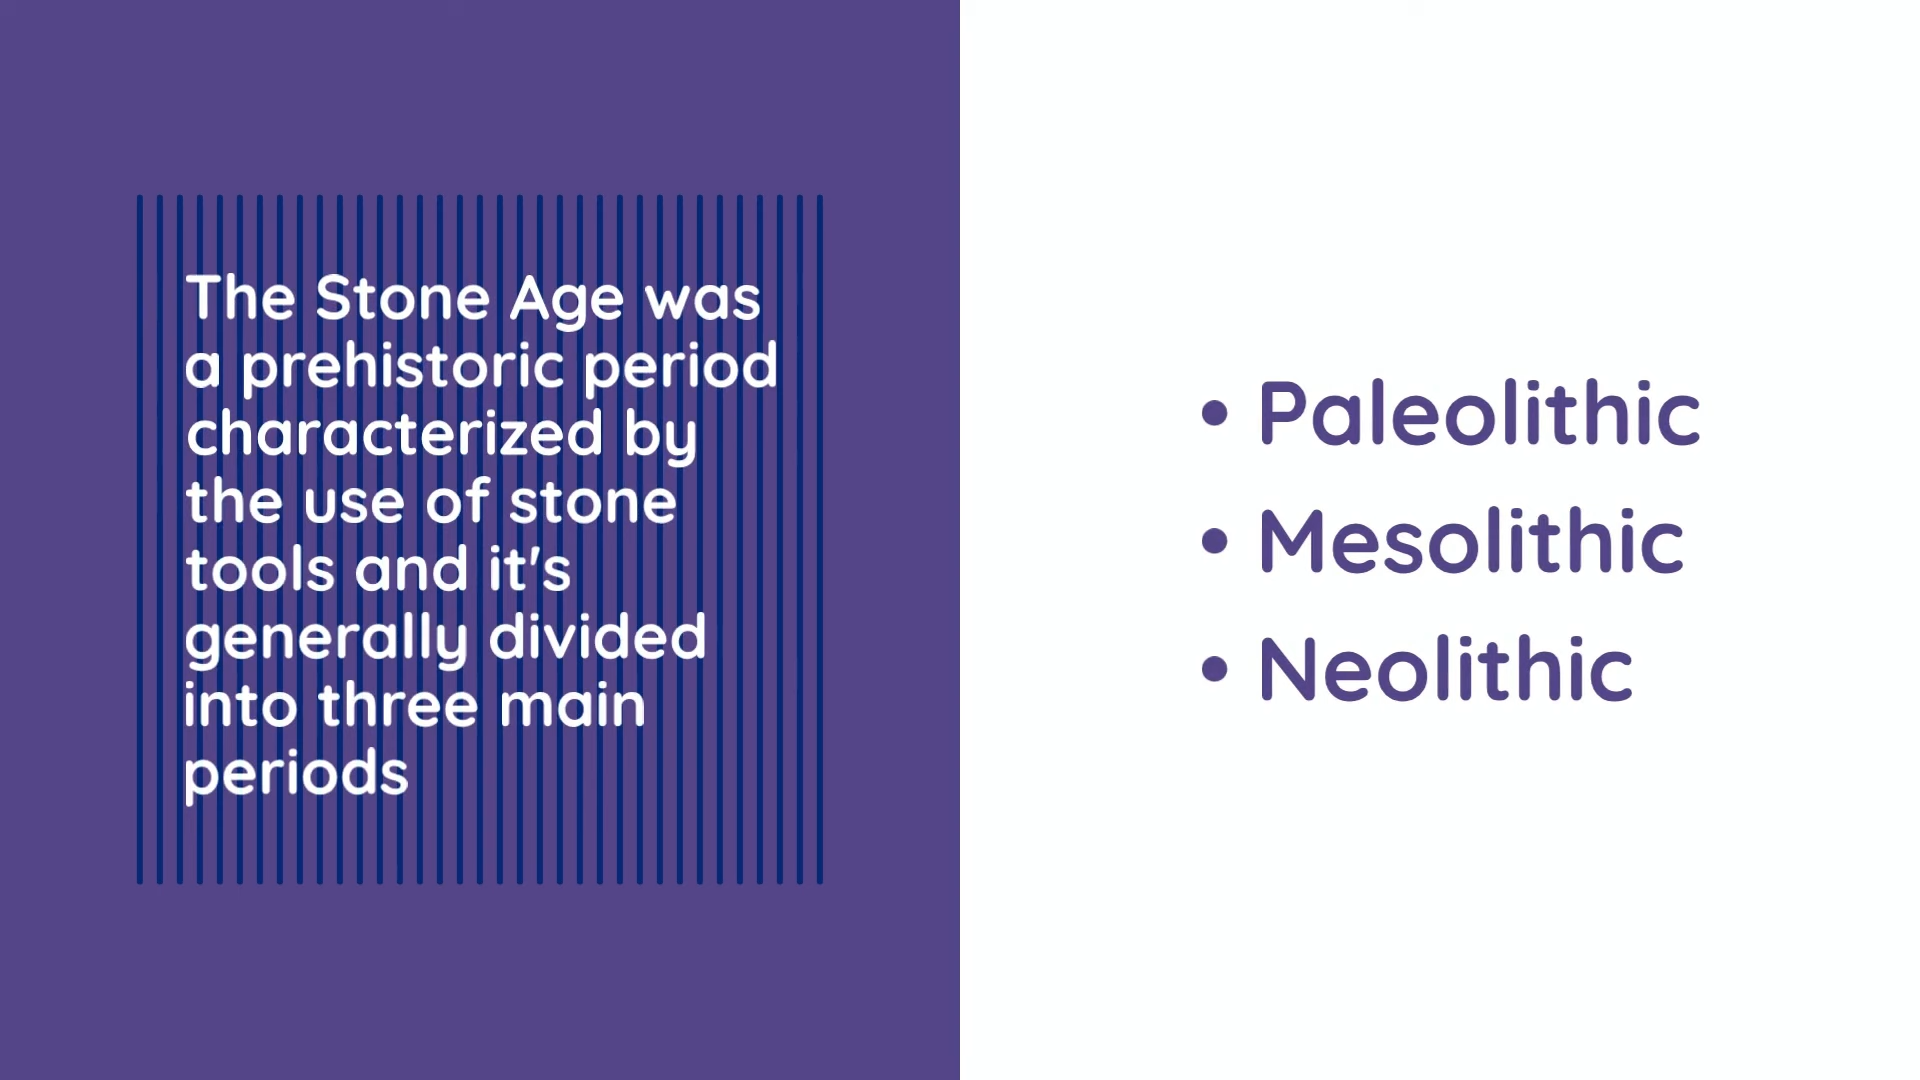 The Stone Age was
a prehistoric period
characterized by
the use of stone
tools and it's
generally divided
into three main
periods
• Paleolithic
• Mesolithic
• Neolithic